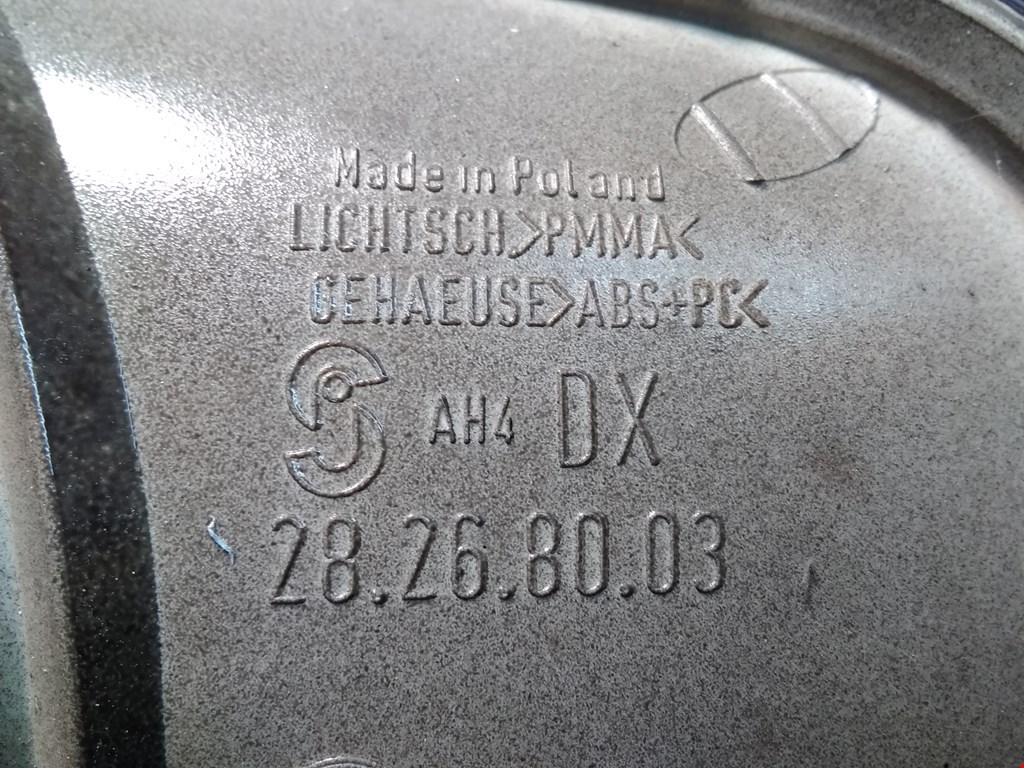 Made in Poland
LICHTSCH>PMMA<
GEHAEUSE>ABS+PC<
AH4 DX
28.26.80.03